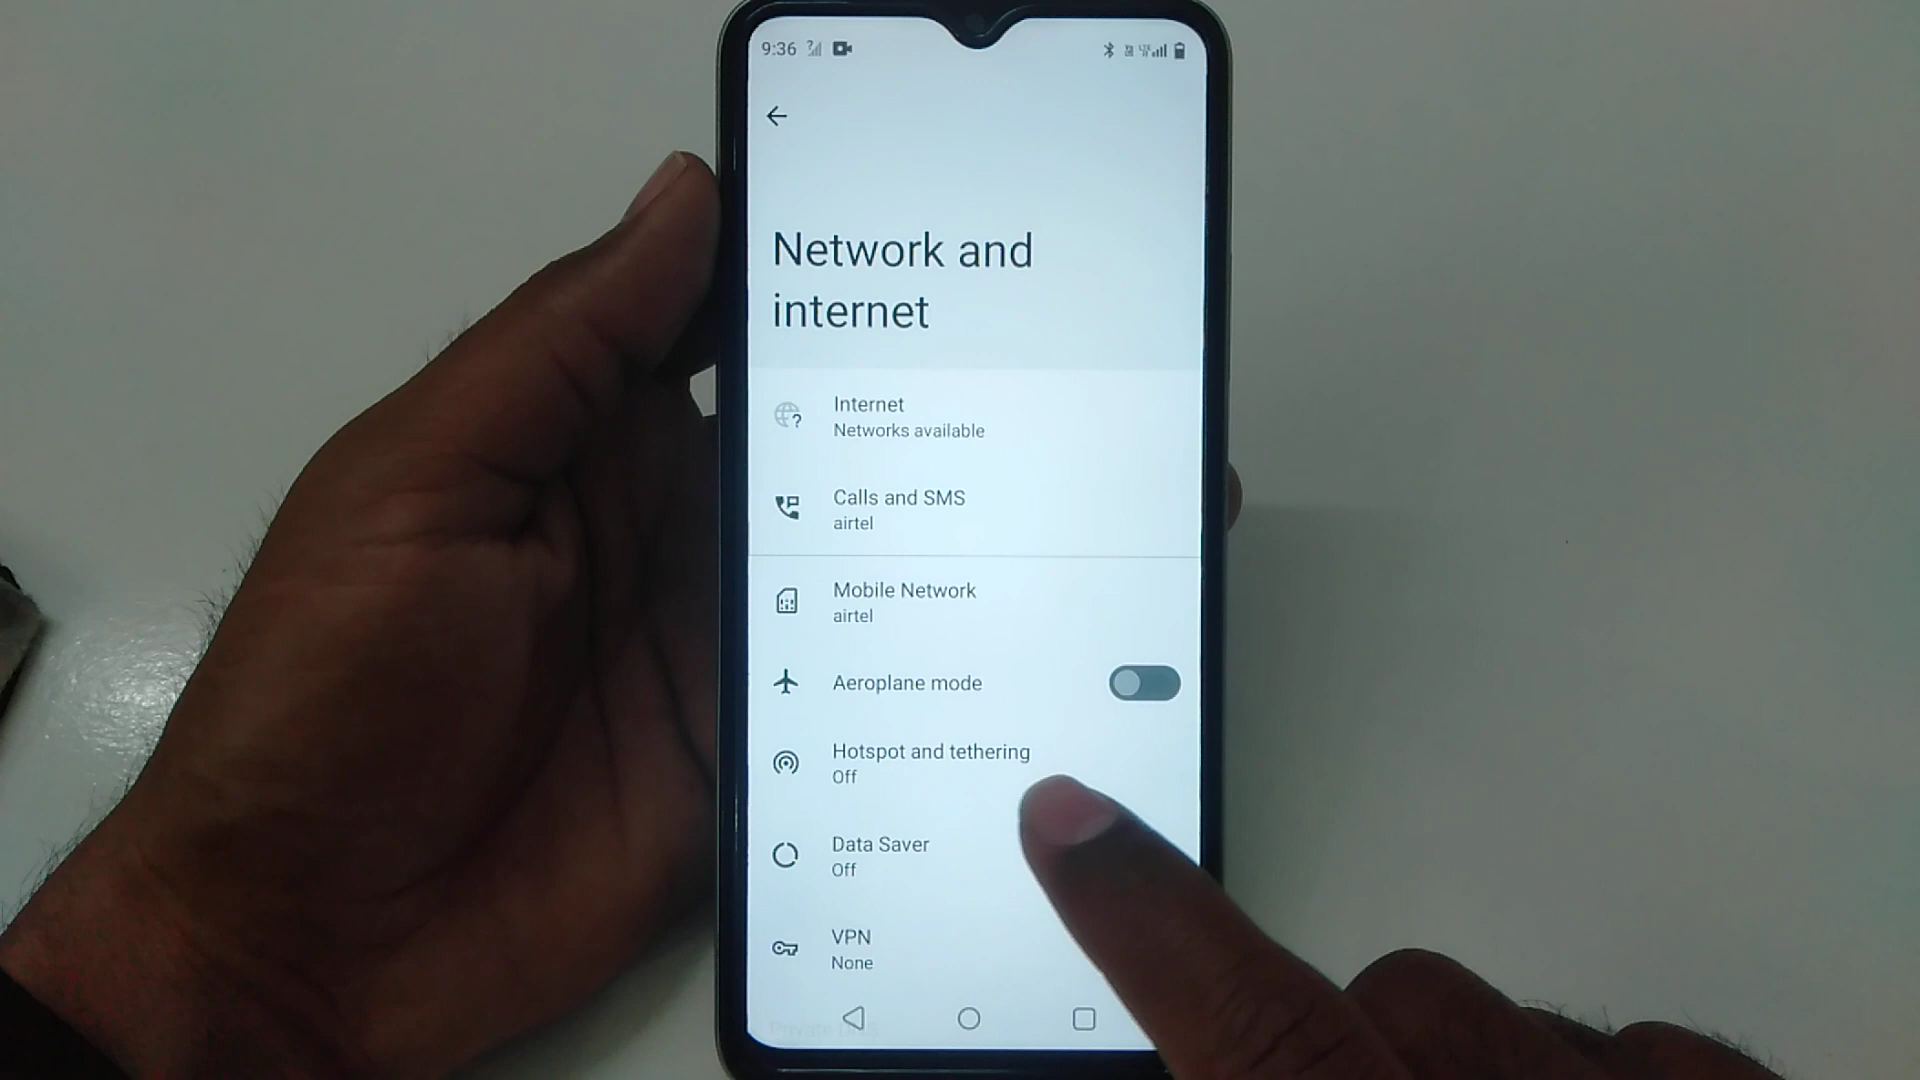 9:36
Network and
internet
Internet
Networks available
Calls and SMS
airtel
Mobile Network
airtel
Aeroplane mode
Hotspot and tethering
Off
Data Saver
Off
VPN
None